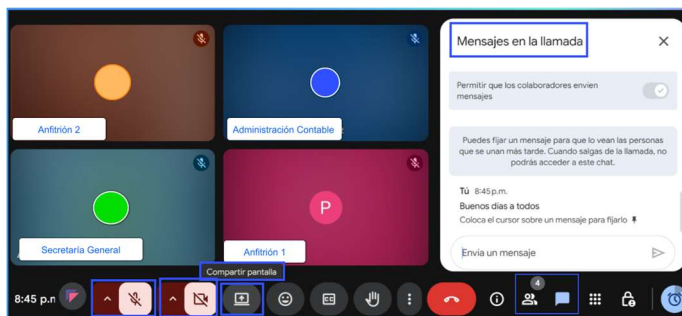 Mensajes en la llamada
Permitir que los colaboradores envíen
mensajes
Puedes fijar un mensaje para que lo vean las personas
que se unan más tarde. Cuando salgas de la llamada, no
podrás acceder a este chat.
Tú 8:45 p.m.
Buenos días a todos
Coloca el cursor sobre un mensaje para fijarlo
Envía un mensaje
Anfitrión 2
Administración Contable
Secretaría General
P
Anfitrión 1
Compartir pantalla
8:45 p.n
CC
4